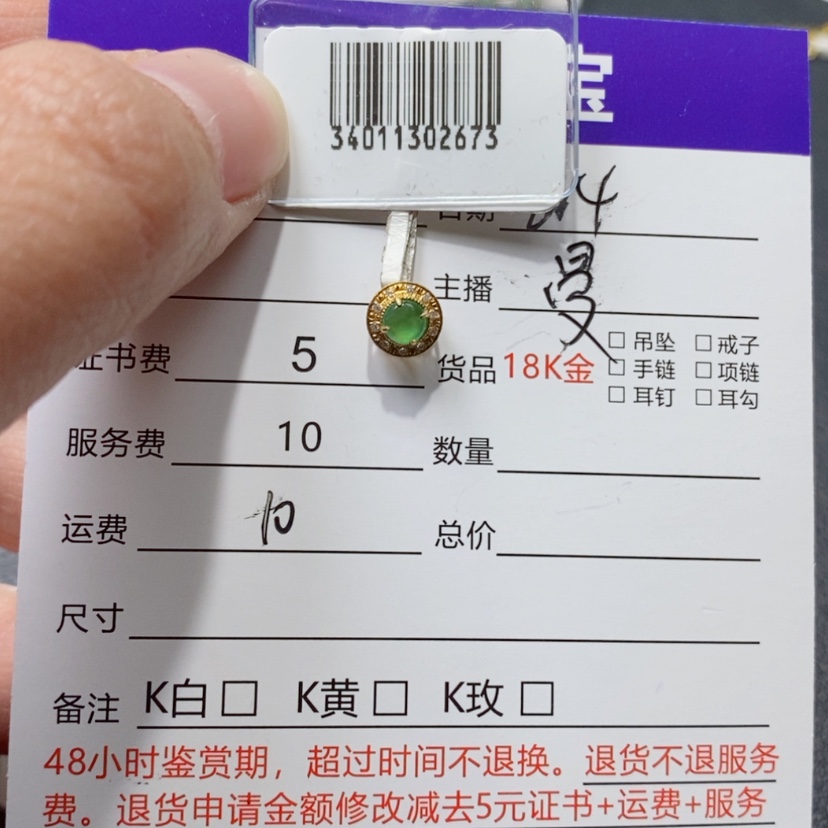 宝
34011302673
日期
主播 曼
证书费 5 货品 18K金 □ 吊坠 □ 戒子
□ 手链 □ 项链
□ 耳钉 □ 耳勾
服务费 10 数量
运费 10 总价
尺寸
备注 K白 □ K黄 □ K玫 □
48小时鉴赏期，超过时间不退换。退货不退服务
费。退货申请金额修改减去5元证书+运费+服务